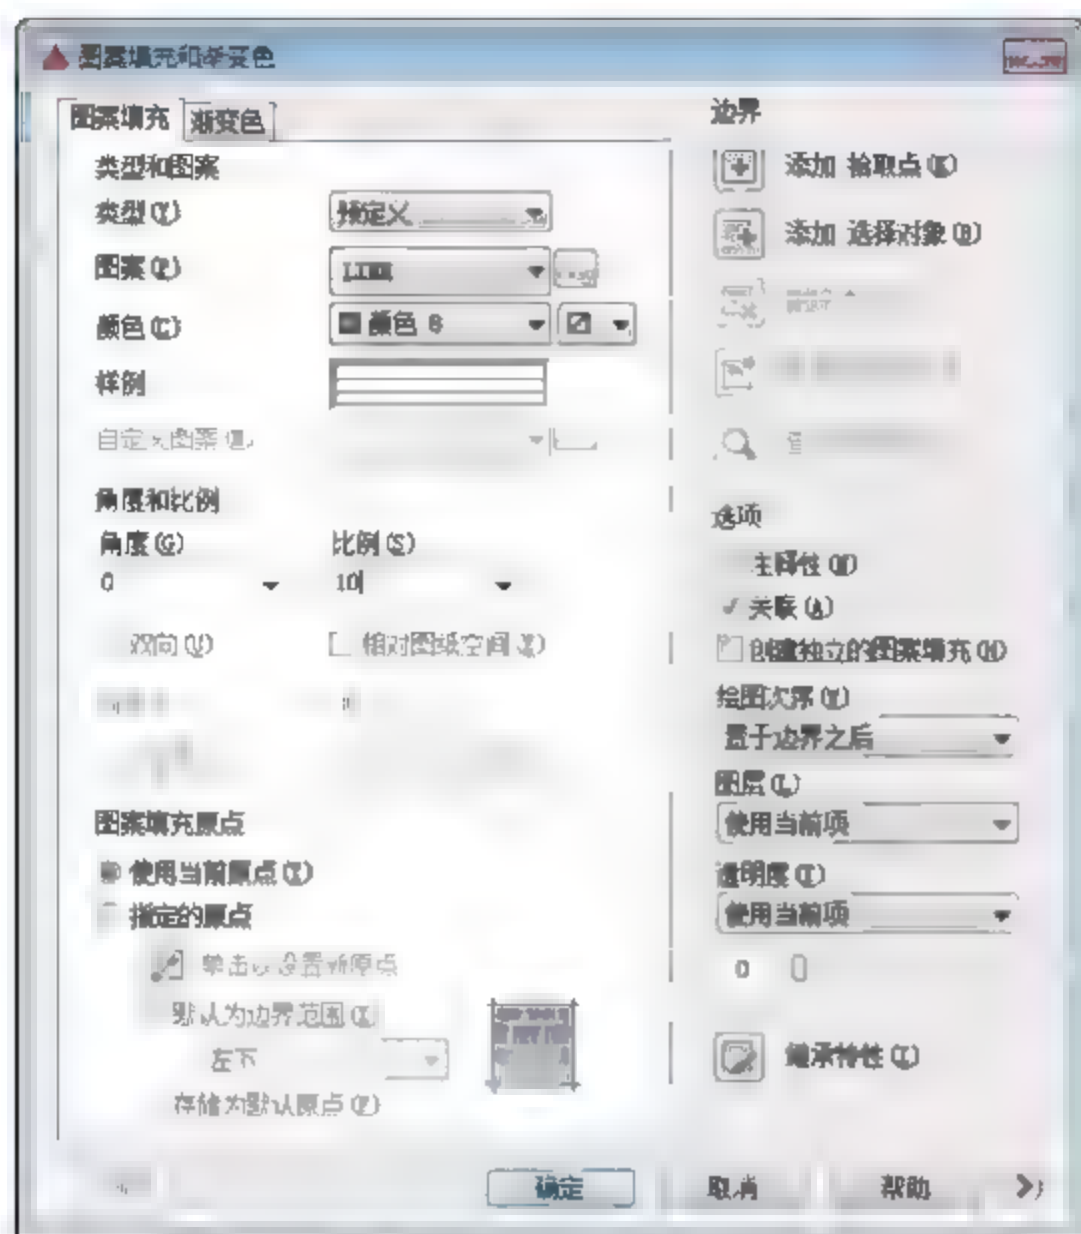 图案填充和渐变色
图案填充 渐变色
类型和图案
类型(Y)
预定义
图案(P)
LINE
颜色(C)
颜色 8
样例
自定义图案
角度和比例
角度(G)
比例(S)
0
10
双向(U)
相对图纸空间
图案填充原点
使用当前原点(T)
指定的原点
单击以设置新原点
默认为边界范围(X)
左下
存储为默认原点(F)
边界
添加 拾取点(K)
添加 选择对象(B)
选项
注释性(N)
关联(A)
创建独立的图案填充(H)
绘图次序(W)
置于边界之后
图层(L)
使用当前项
透明度(T)
使用当前项
0
继承特性(I)
确定
取消
帮助